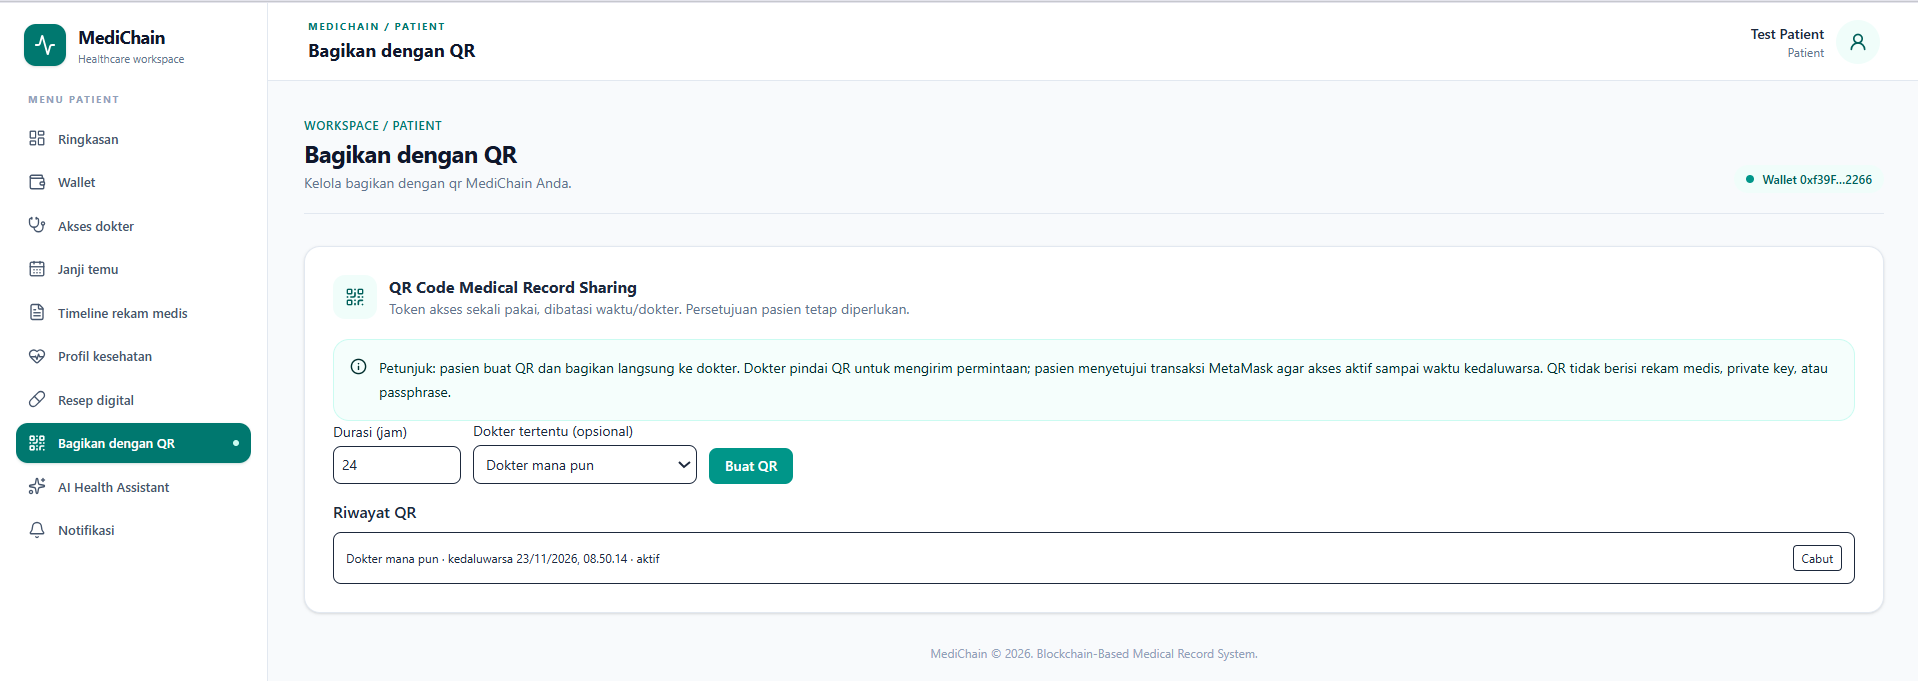 MediChain
Healthcare workspace
MENU PATIENT
Ringkasan
Wallet
Akses dokter
Janji temu
Timeline rekam medis
Profil kesehatan
Resep digital
Bagikan dengan QR
AI Health Assistant
Notifikasi
MEDICHAIN / PATIENT
Bagikan dengan QR
Test Patient
Patient
WORKSPACE / PATIENT
Bagikan dengan QR
Kelola bagikan dengan qr MediChain Anda.
Wallet 0xf39F...2266
QR Code Medical Record Sharing
Token akses sekali pakai, dibatasi waktu/dokter. Persetujuan pasien tetap diperlukan.
Petunjuk: pasien buat QR dan bagikan langsung ke dokter. Dokter pindai QR untuk mengirim permintaan; pasien menyetujui transaksi MetaMask agar akses aktif sampai waktu kedaluwarsa. QR tidak berisi rekam medis, private key, atau
passphrase.
Durasi (jam)
Dokter tertentu (opsional)
24
Dokter mana pun
Buat QR
Riwayat QR
Dokter mana pun · kedaluwarsa 23/11/2026, 08.50.14 · aktif
Cabut
MediChain © 2026. Blockchain-Based Medical Record System.